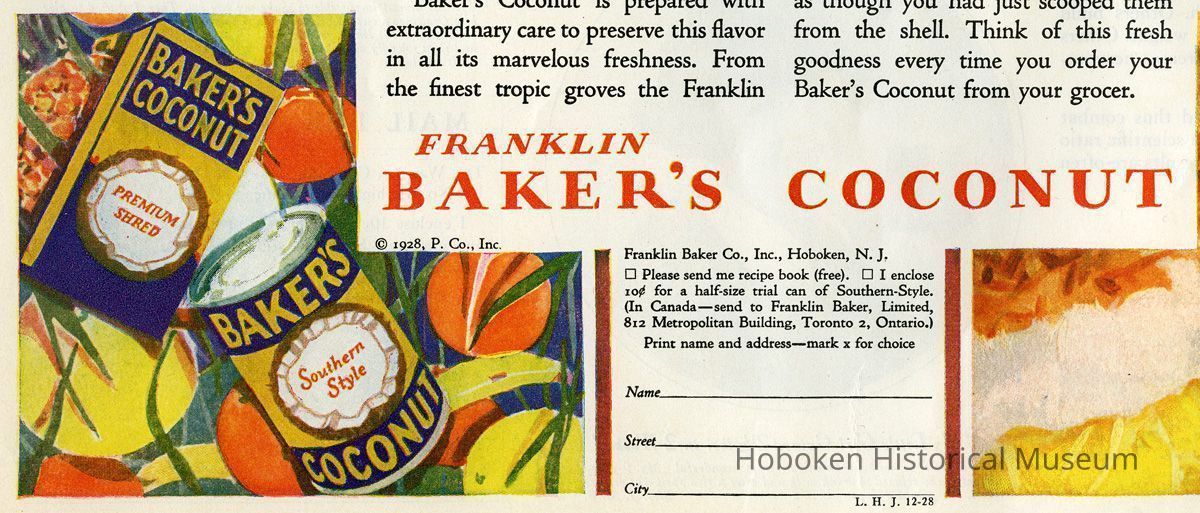 Baker's Coconut is prepared with
extraordinary care to preserve this flavor
in all its marvelous freshness. From
the finest tropic groves the Franklin
as though you had just scooped them
from the shell. Think of this fresh
goodness every time you order your
Baker's Coconut from your grocer.
FRANKLIN
BAKER'S COCONUT
© 1928, P. Co., Inc.
BAKER'S
COCONUT
PREMIUM
SHRED
BAKER'S
Southern
Style
COCONUT
Franklin Baker Co., Inc., Hoboken, N. J.
☐ Please send me recipe book (free). ☐ I enclose
10¢ for a half-size trial can of Southern-Style.
(In Canada—send to Franklin Baker, Limited,
812 Metropolitan Building, Toronto 2, Ontario.)
Print name and address—mark x for choice
Name
Street
City
L. H. J. 12-28
Hoboken Historical Museum